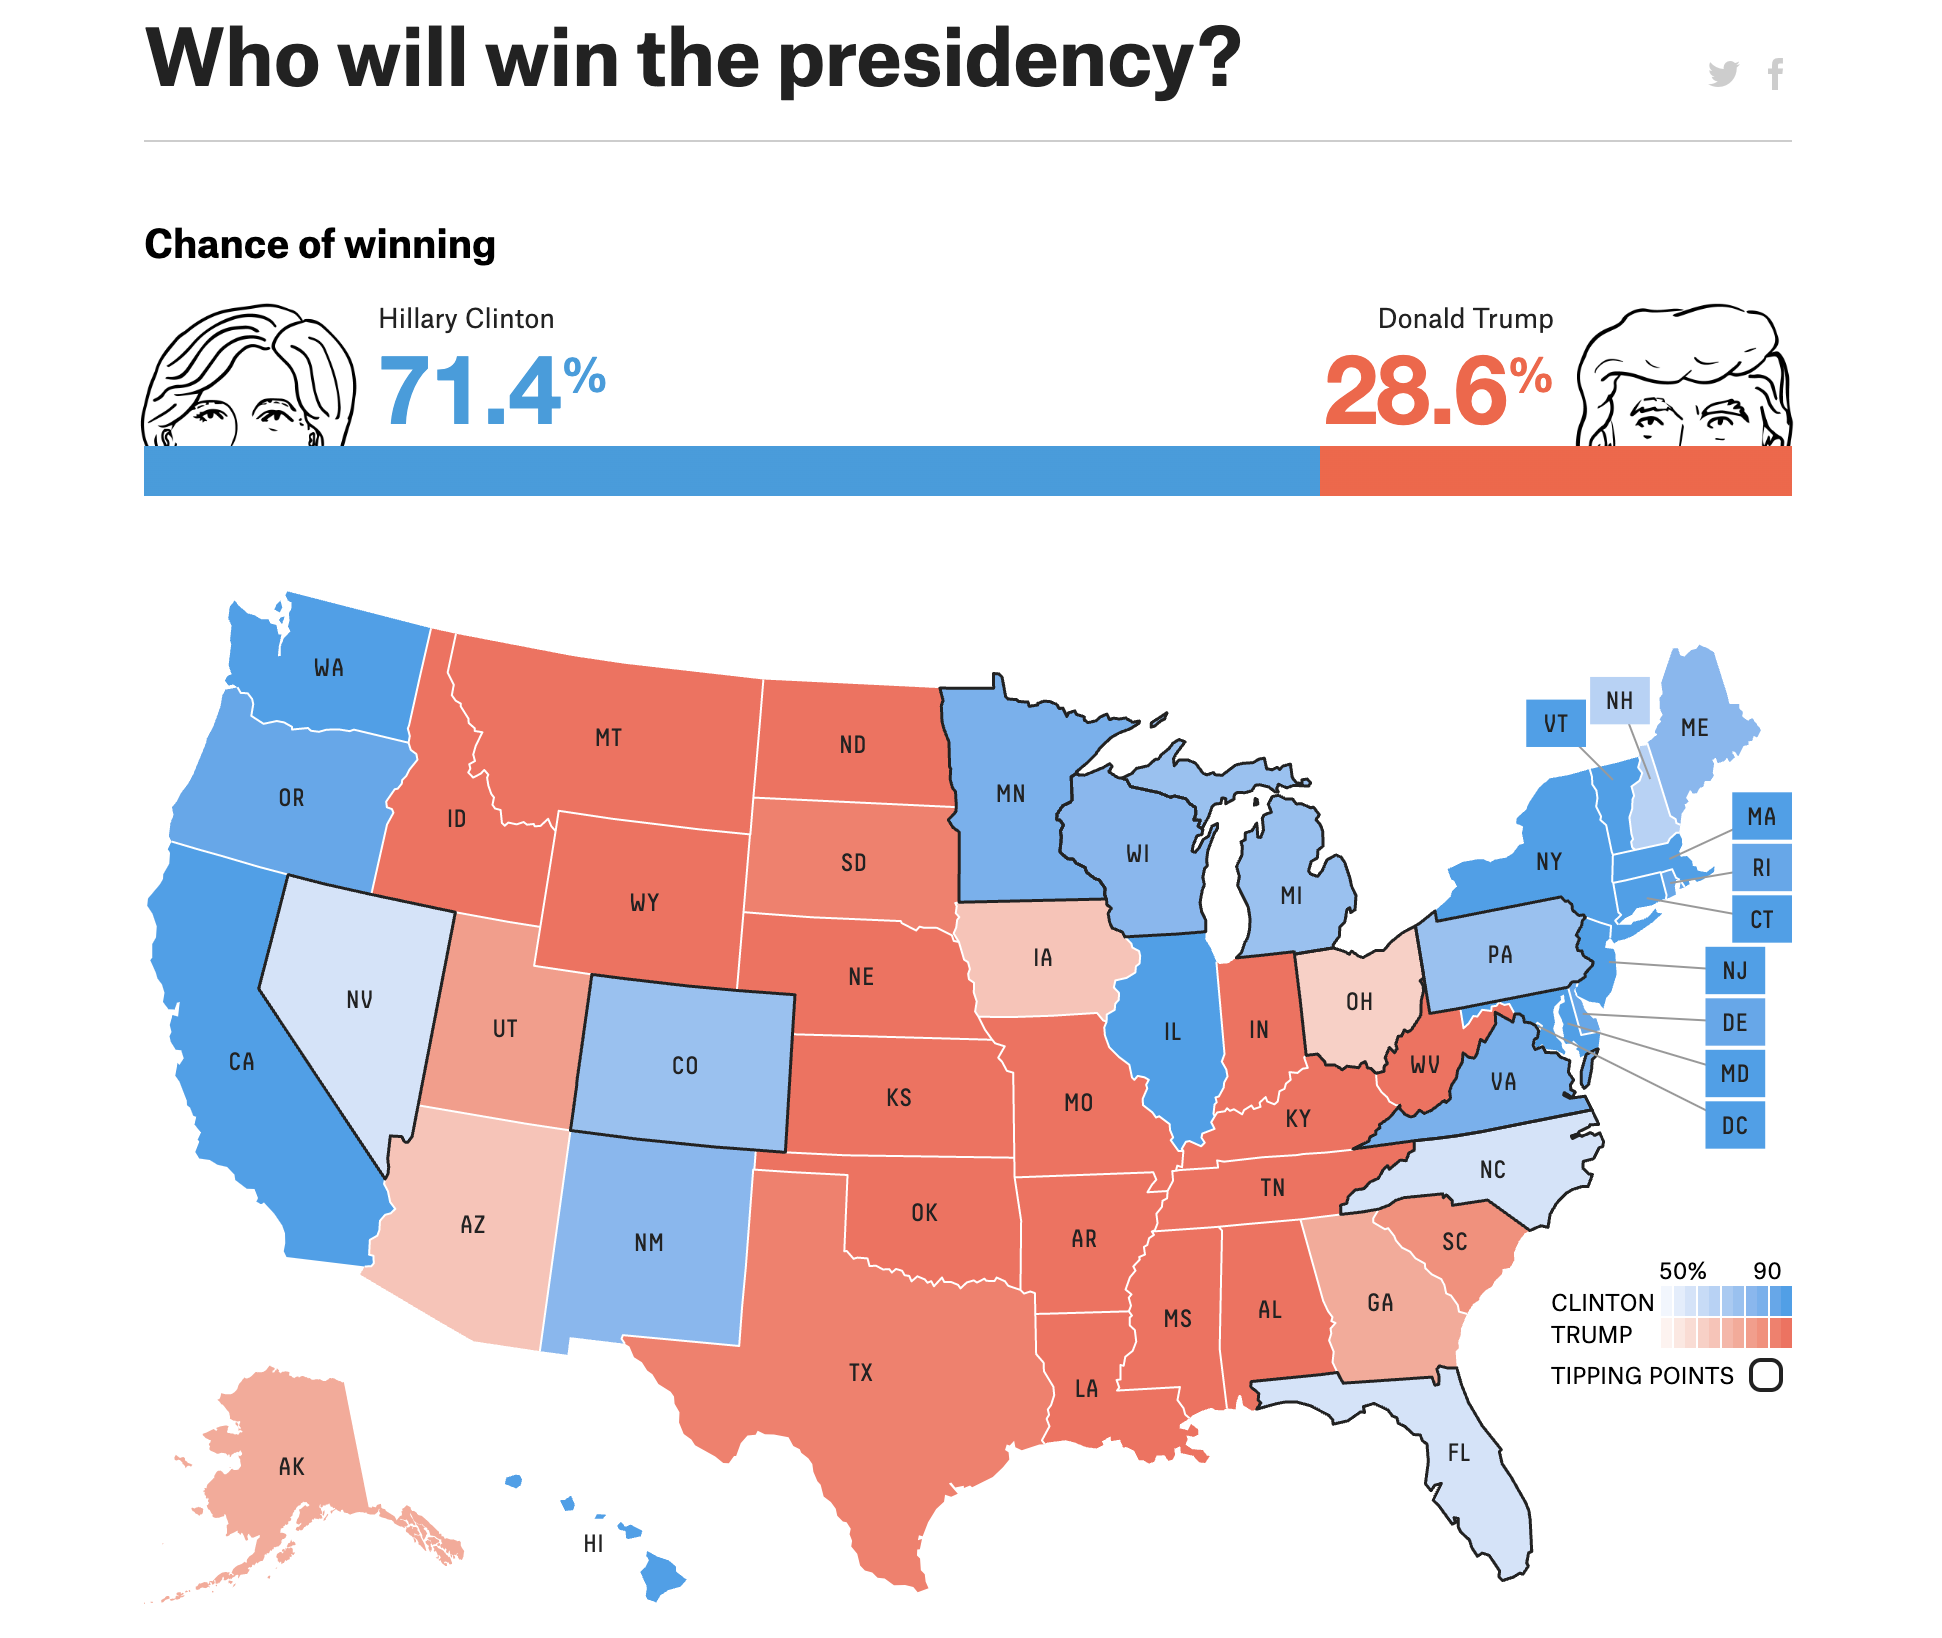 Who will win the presidency?
Chance of winning
Hillary Clinton
71.4%
Donald Trump
28.6%
WA
MT
ND
MN
VT
NH
ME
OR
ID
SD
WI
MI
NY
MA
RI
CT
WY
NV
UT
NE
IA
IL
IN
OH
PA
NJ
DE
MD
DC
CA
CO
KS
MO
KY
WV
VA
AZ
NM
OK
AR
TN
NC
SC
MS
AL
GA
TX
LA
FL
AK
HI
50% 90
CLINTON
TRUMP
TIPPING POINTS